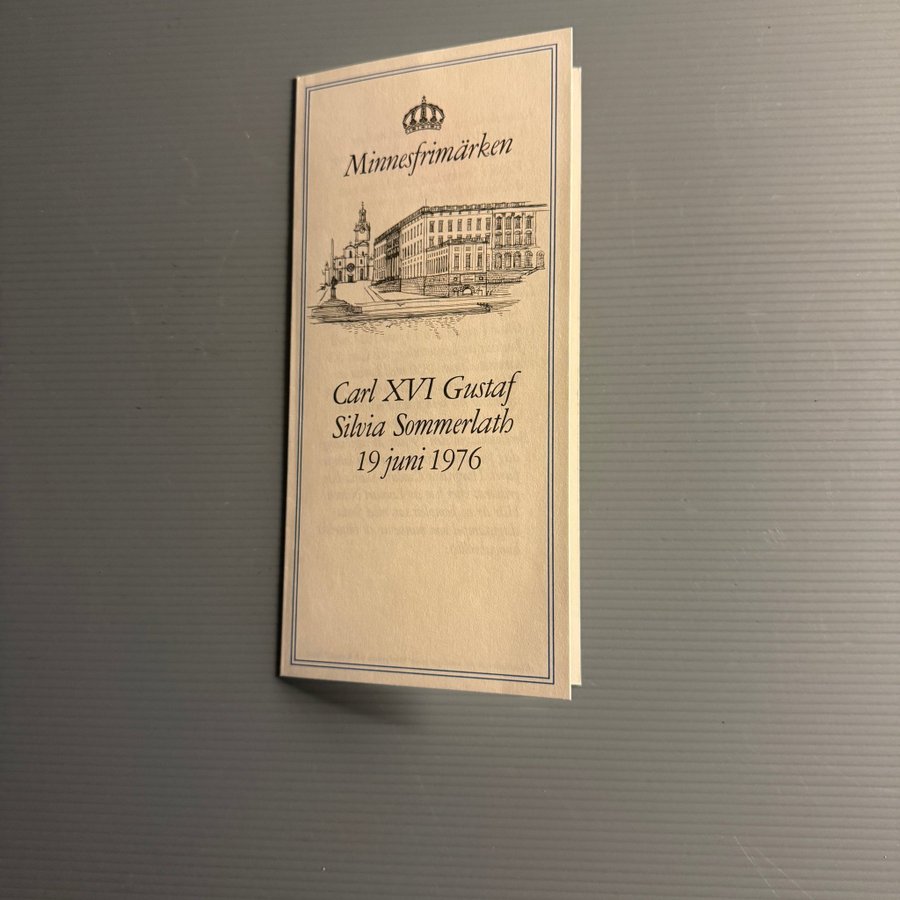 Minnesfrimärken
Carl XVI Gustaf
Silvia Sommerlath
19 juni 1976